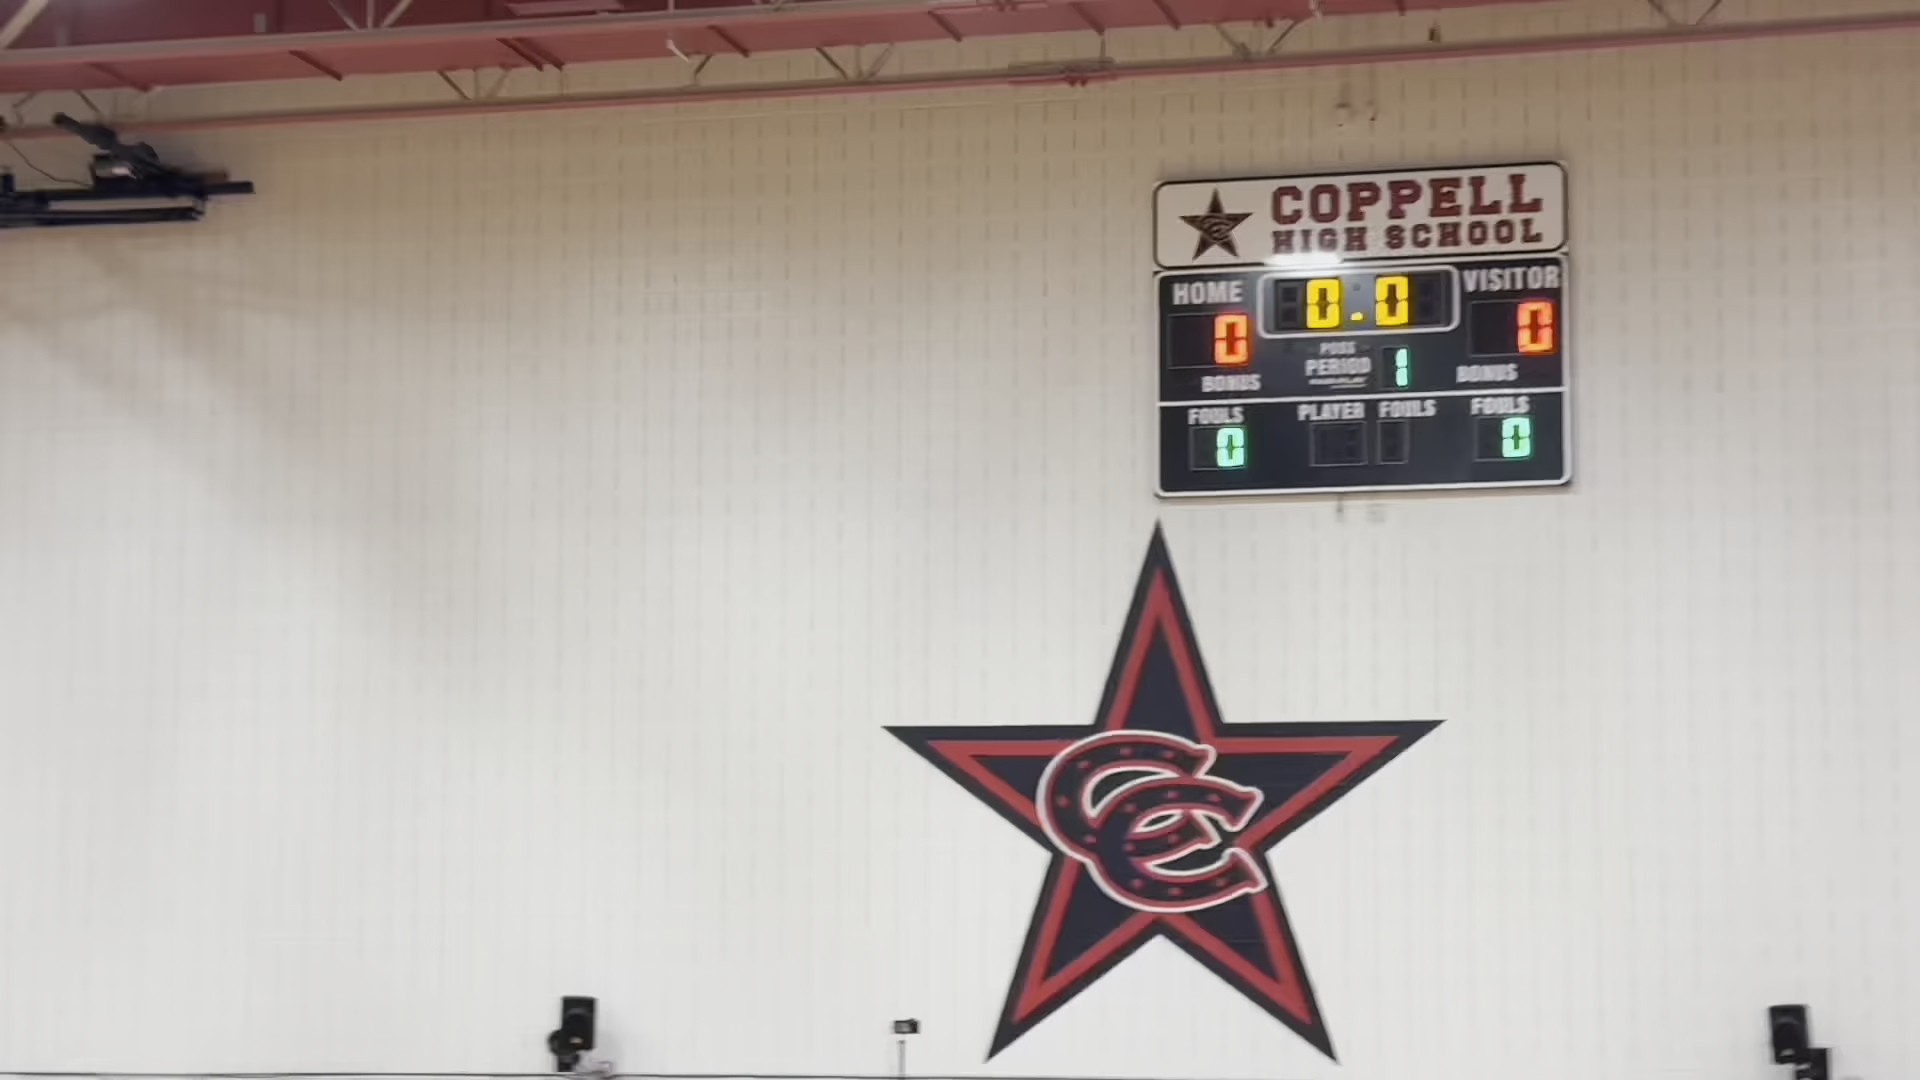 COPPELL
HIGH SCHOOL
HOME 0.0 VISITOR
0 0
POSS
PERIOD 1
BONUS BONUS
FOULS PLAYER FOULS FOULS
0 0
CC